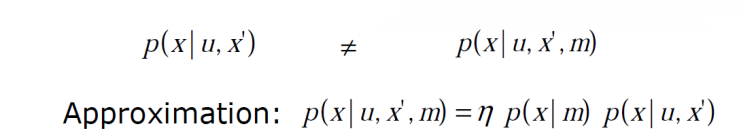 p(x| u, x') ≠ p(x| u, x', m)
Approximation: p(x| u, x', m) = η p(x| m) p(x| u, x')